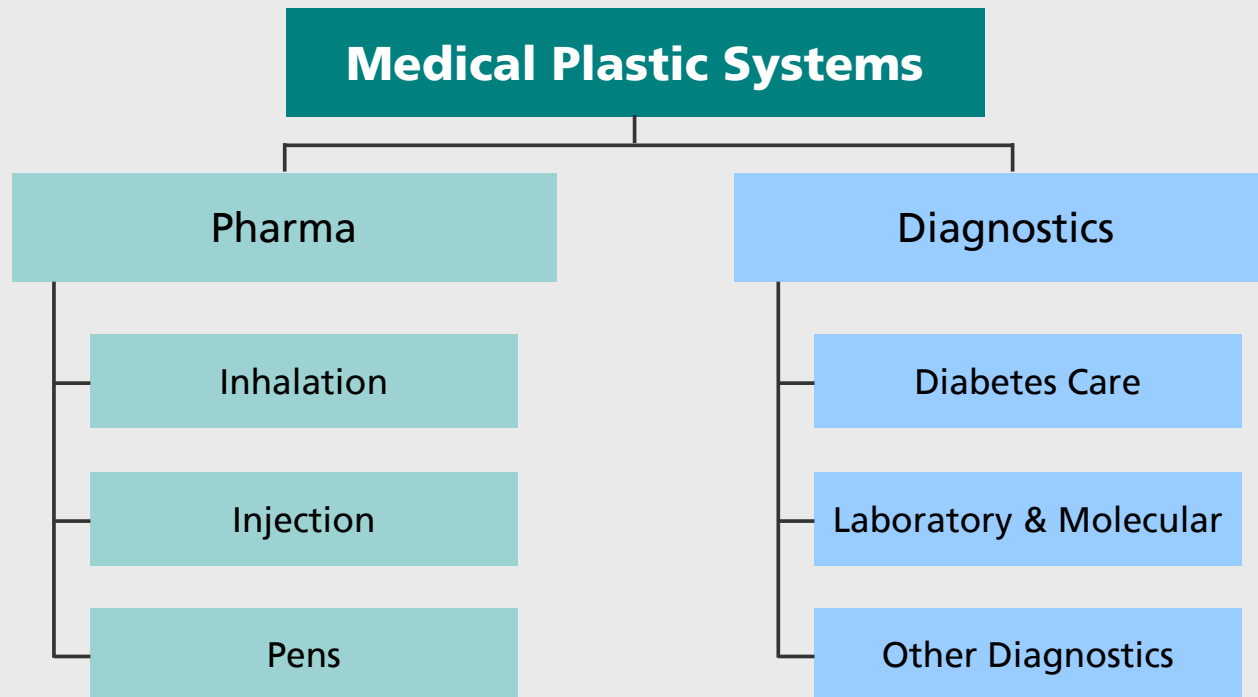 Medical Plastic Systems
Pharma
Inhalation
Injection
Pens
Diagnostics
Diabetes Care
Laboratory & Molecular
Other Diagnostics